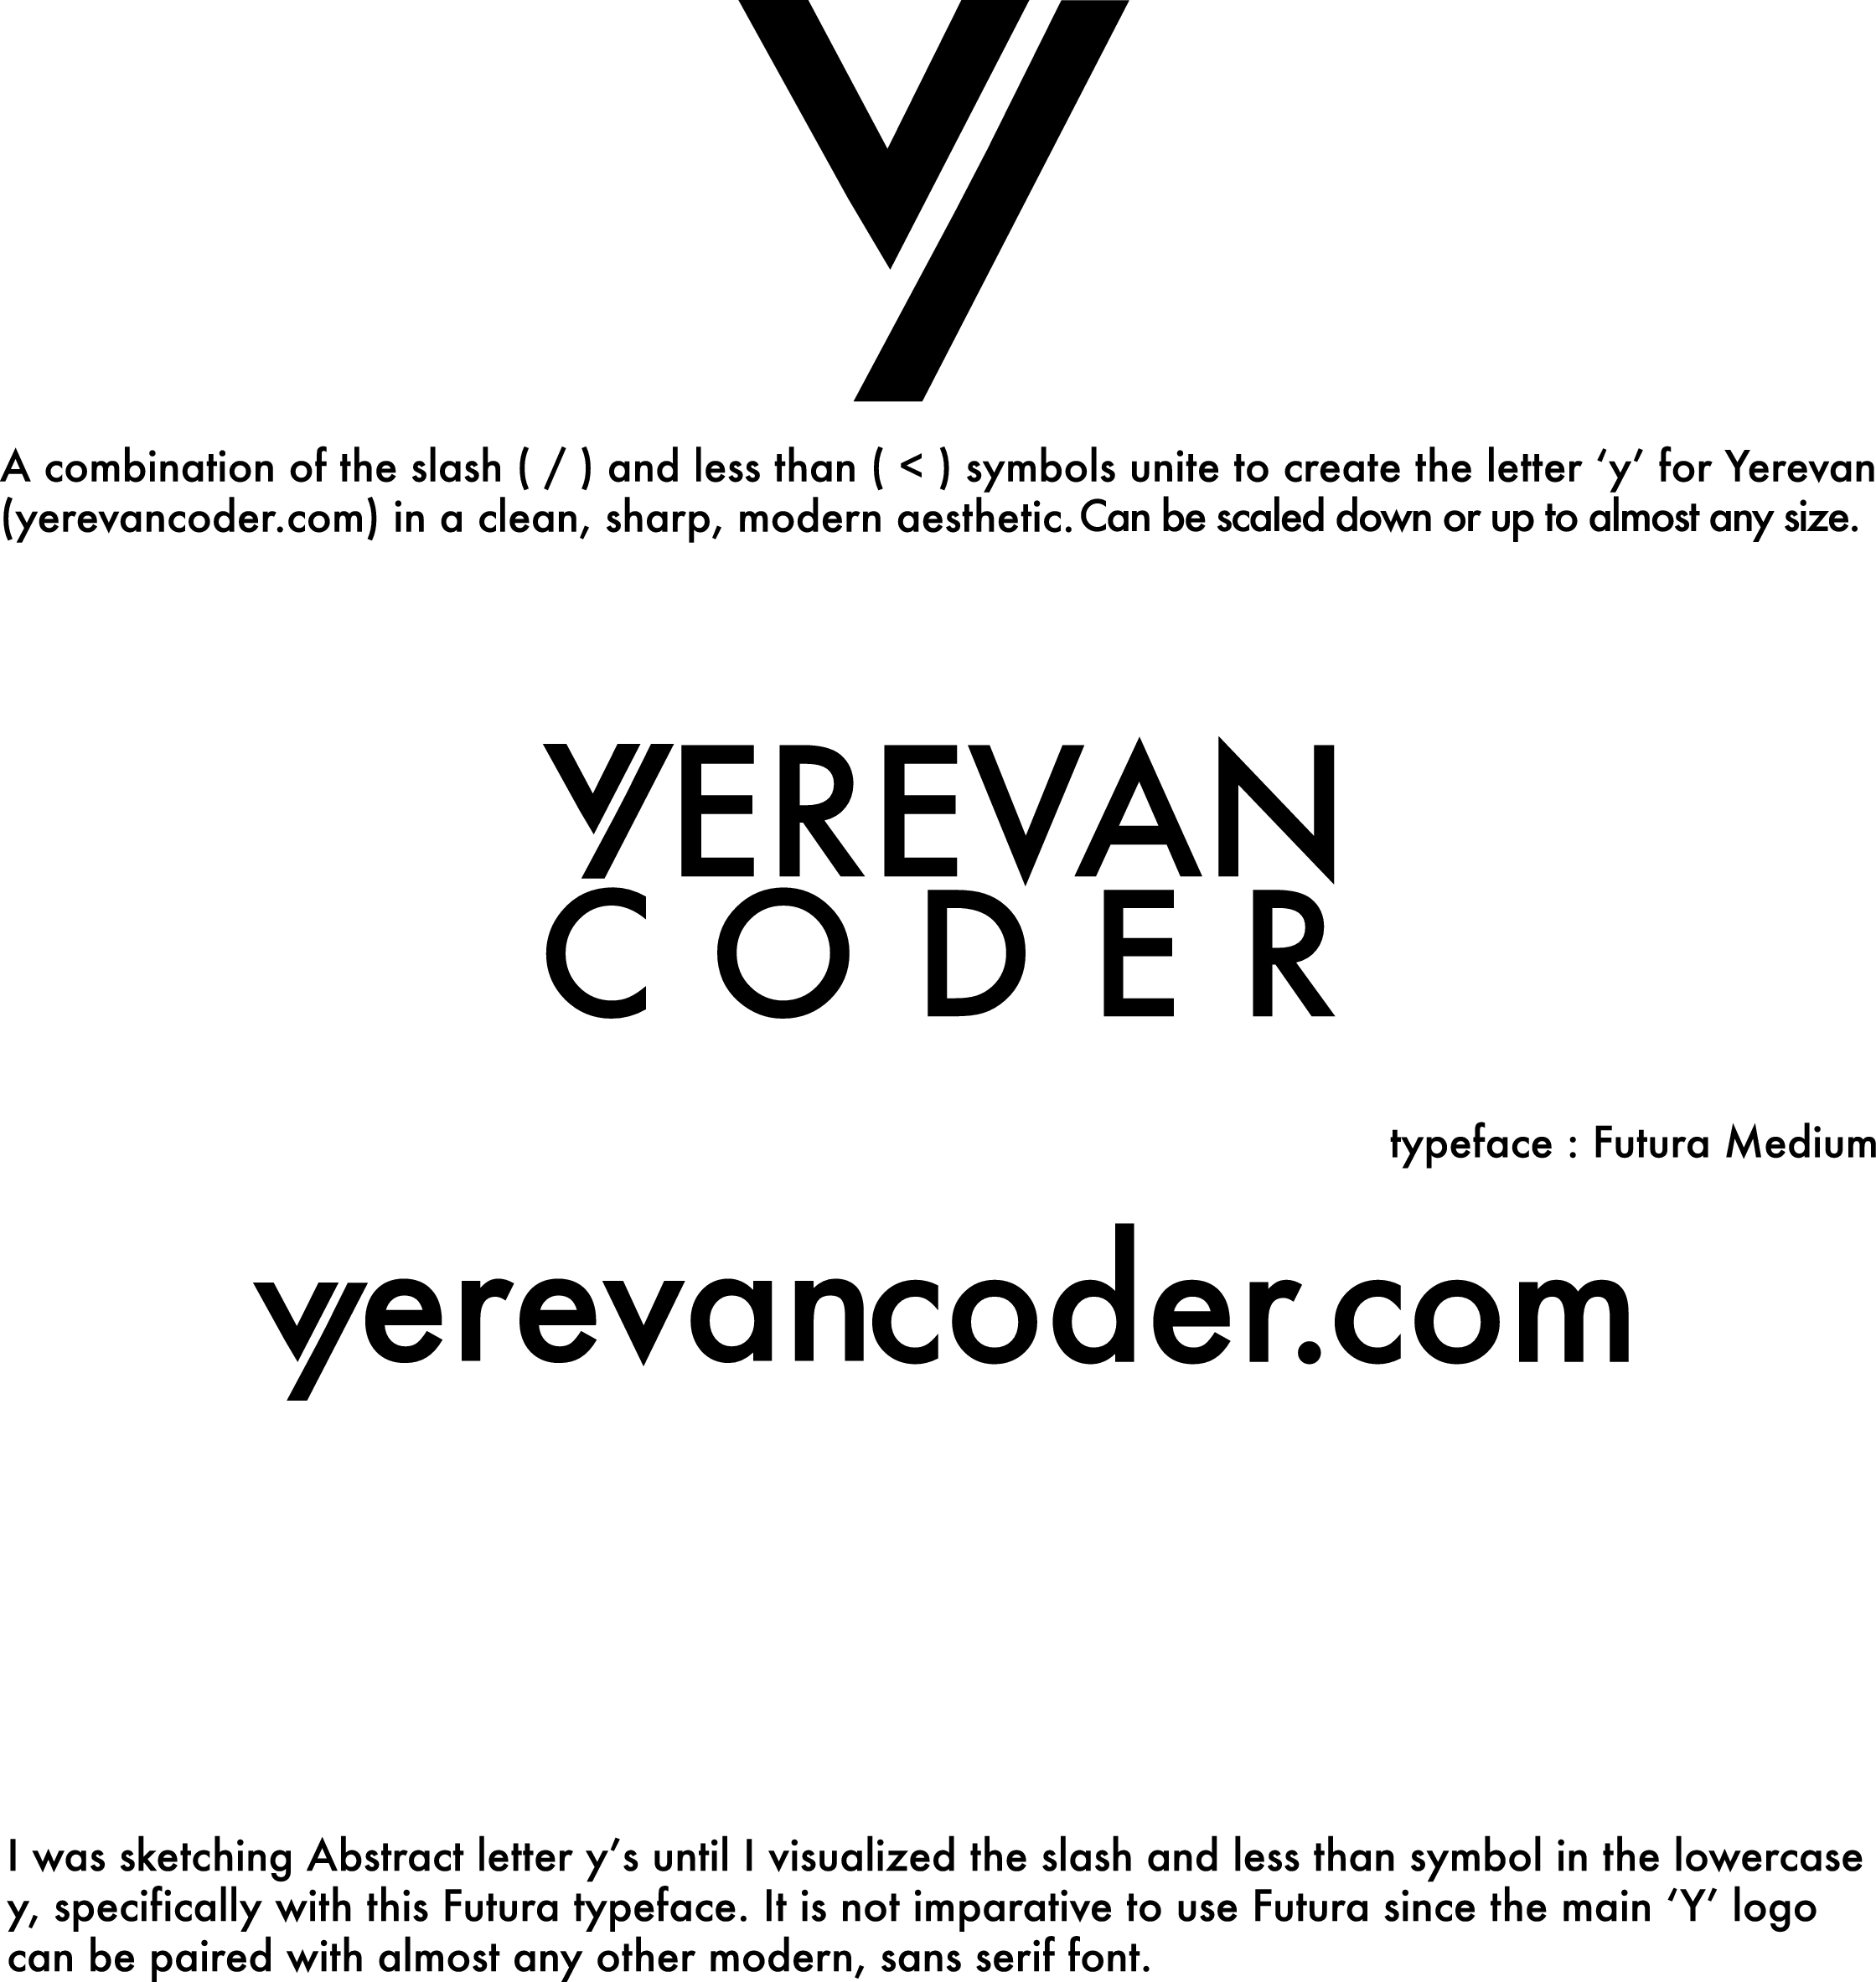 Y
A combination of the slash ( / ) and less than ( < ) symbols unite to create the letter ‘y’ for Yerevan
(yerevancoder.com) in a clean, sharp, modern aesthetic. Can be scaled down or up to almost any size.
YEREVAN
CODER
typeface : Futura Medium
yerevancoder.com
I was sketching Abstract letter y’s until I visualized the slash and less than symbol in the lowercase
y, specifically with this Futura typeface. It is not imparative to use Futura since the main ‘Y’ logo
can be paired with almost any other modern, sans serif font.